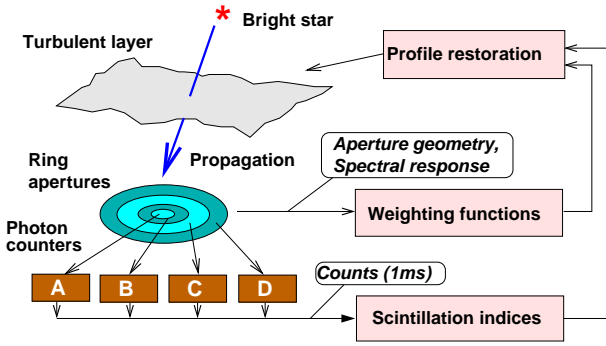 Bright star
Turbulent layer
Profile restoration
Aperture geometry,
Spectral response
Propagation
Ring
apertures
Weighting functions
Photon
counters
A B C D
Counts (1ms)
Scintillation indices